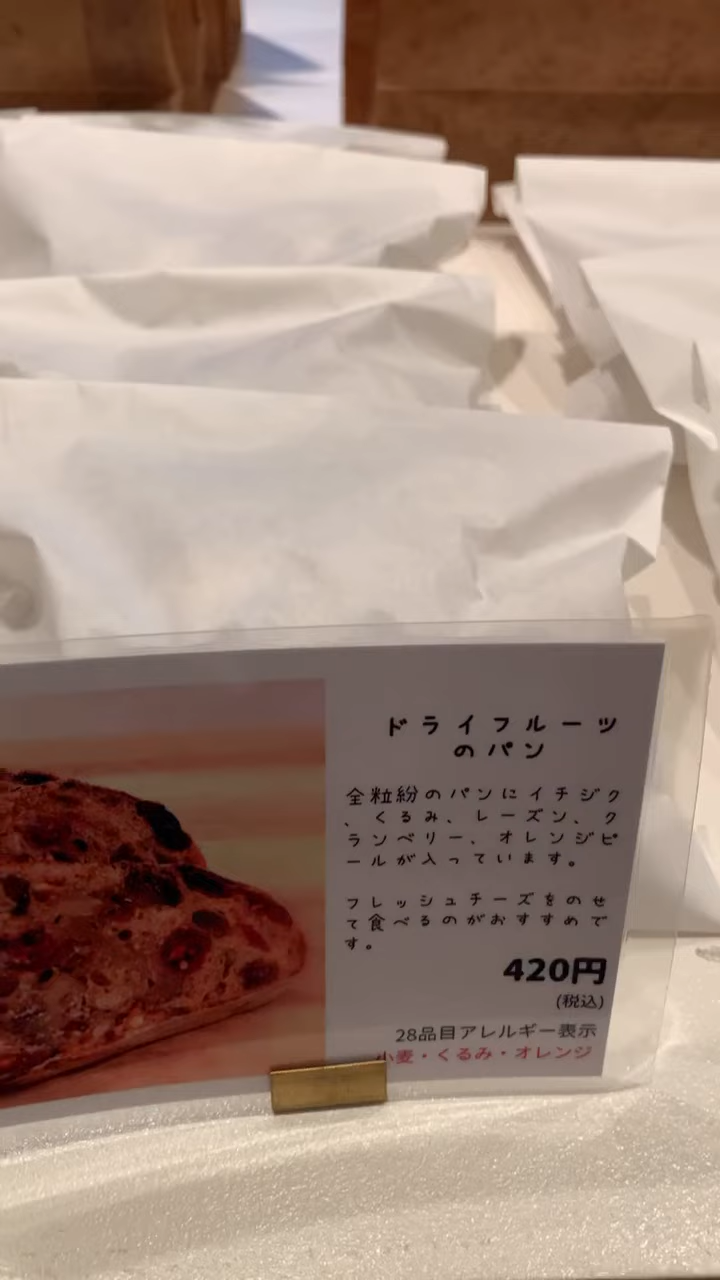 ドライフルーツ
のパン
全粒紛のパンにイチジク
、くるみ、レーズン、ク
ランベリー、オレンジピ
ールが入っています。
フレッシュチーズをのせ
て食べるのがおすすめで
す。
420円
(税込)
28品目アレルギー表示
小麦・くるみ・オレンジ